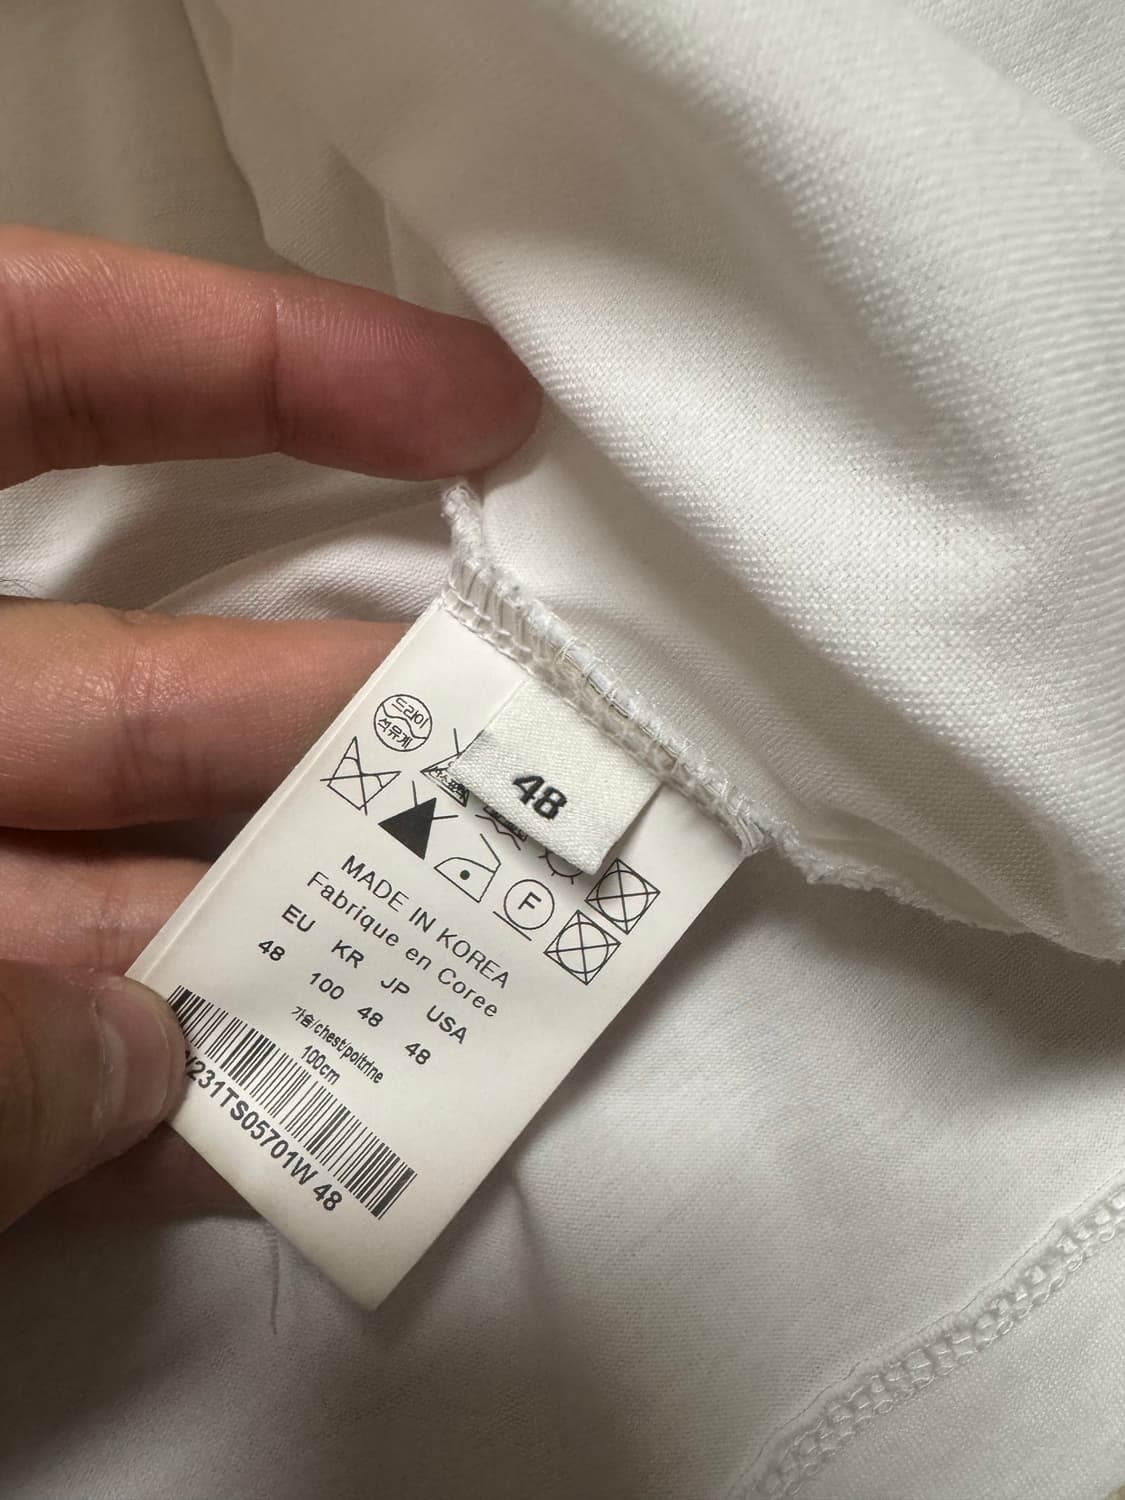 48
드라이
석유계
F
MADE IN KOREA
Fabrique en Coree
EU KR JP USA
48 100 48 48
가슴/chest/poitrine
100cm
/231TS05701W 48